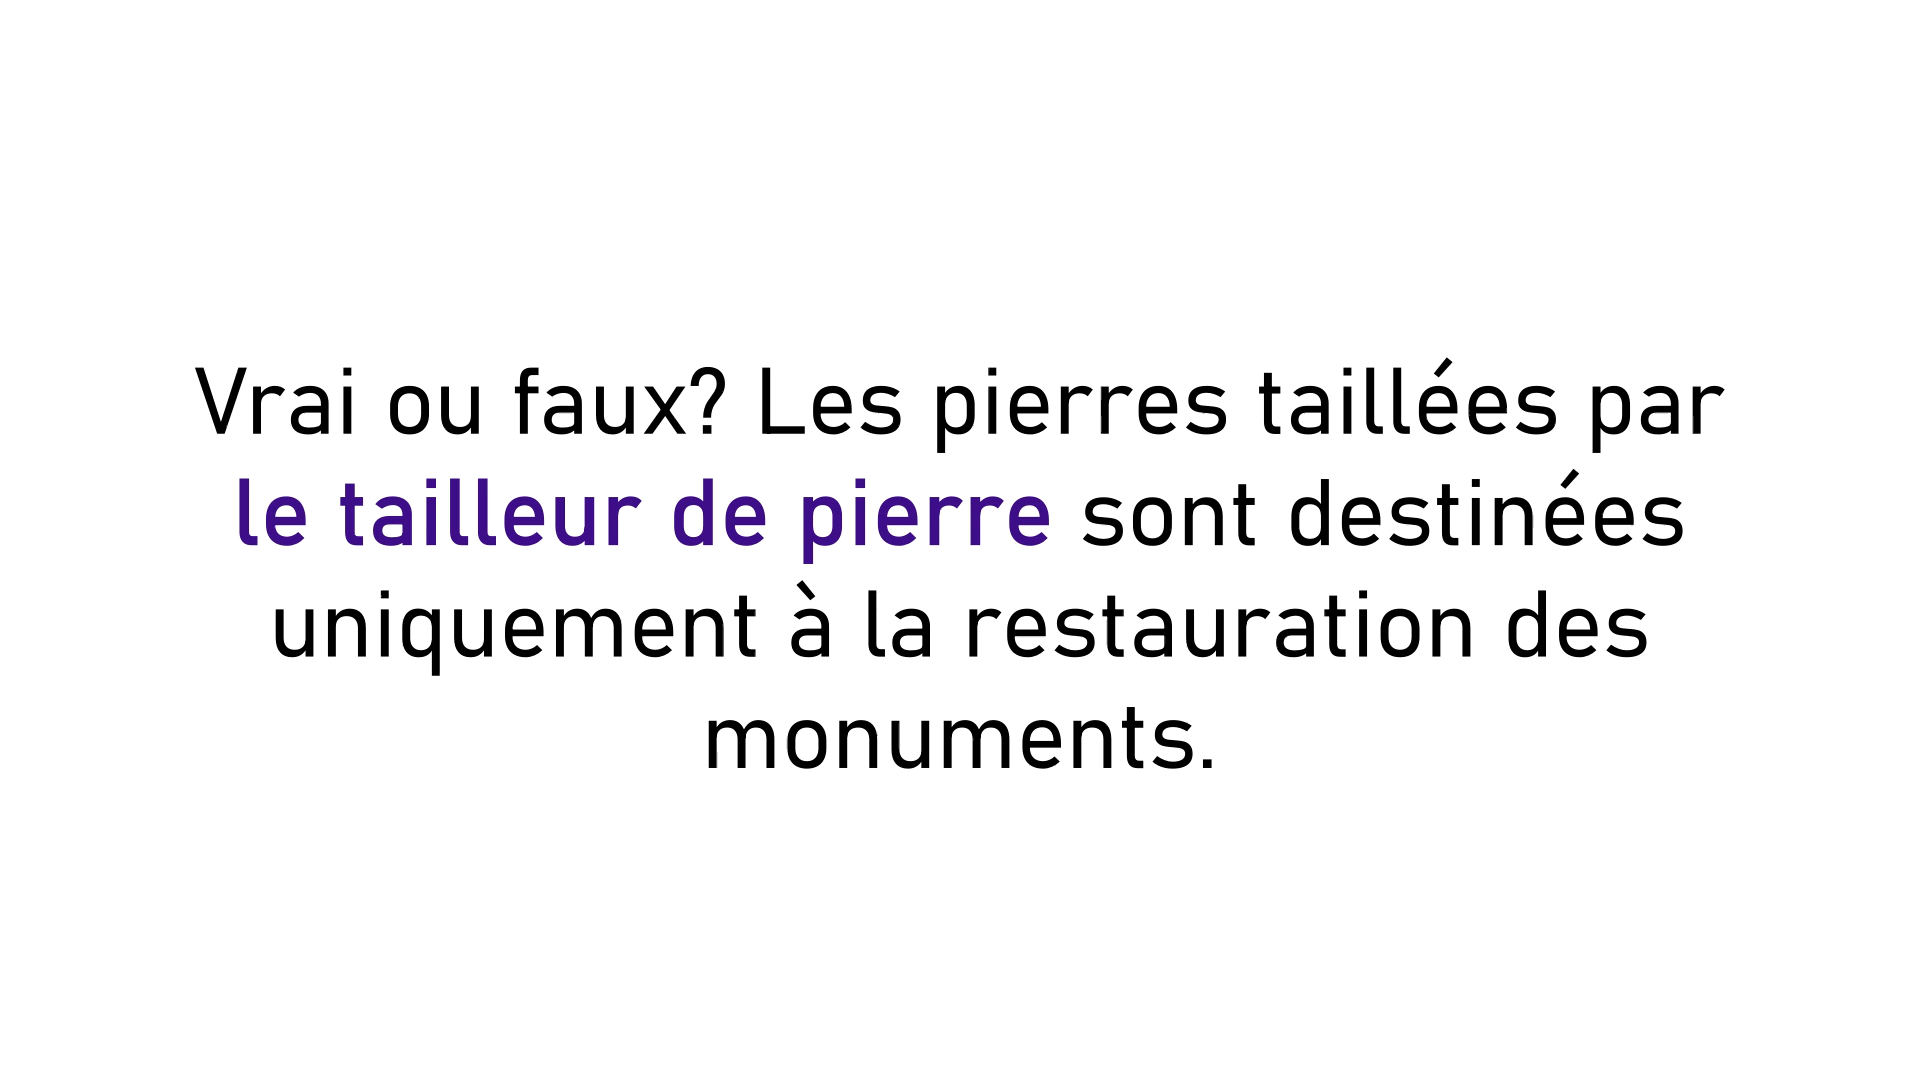 Vrai ou faux? Les pierres taillées par
le tailleur de pierre sont destinées
uniquement à la restauration des
monuments.